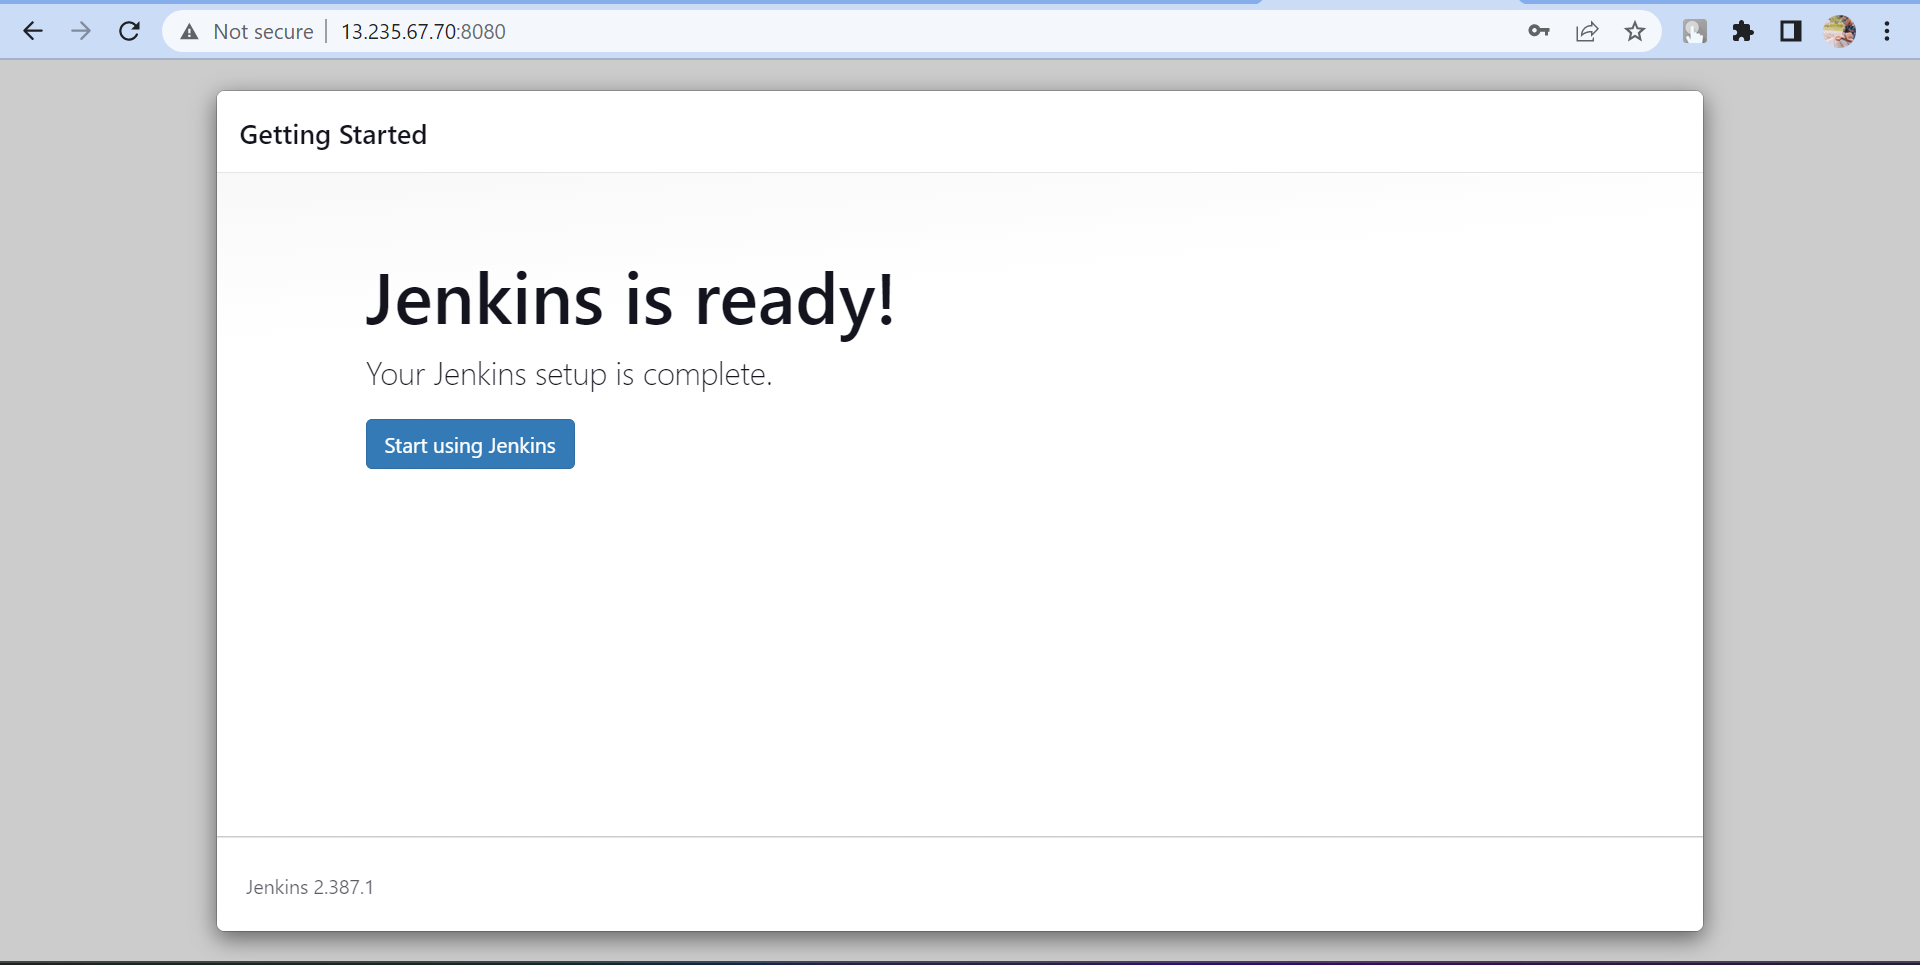 Not secure | 13.235.67.70:8080
Getting Started
Jenkins is ready!
Your Jenkins setup is complete.
Start using Jenkins
Jenkins 2.387.1